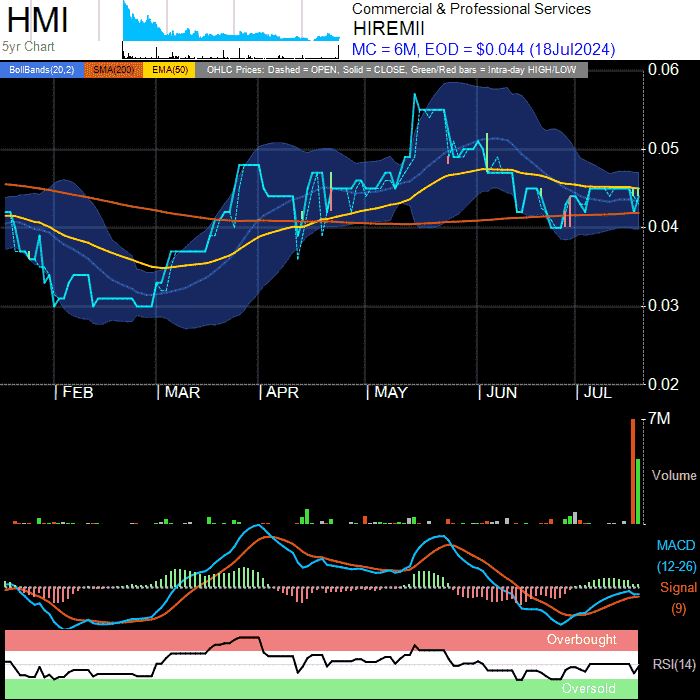 HMI
5yr Chart
Commercial & Professional Services
HIREMII
MC = 6M, EOD = $0.044 (18Jul2024)
BollBands(20,2) SMA(200) EMA(50) OHLC Prices: Dashed = OPEN, Solid = CLOSE, Green/Red bars = Intra-day HIGH/LOW
0.06
0.05
0.04
0.03
0.02
| FEB | MAR | APR | MAY | JUN | JUL
7M
Volume
MACD
(12-26)
Signal
(9)
Overbought
RSI(14)
Oversold